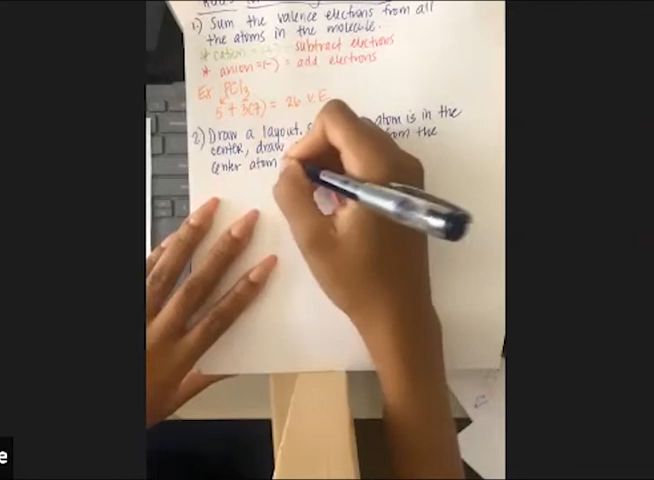 1.) Sum the valence electrons from all
the atoms in the molecule.
* cation = subtract electrons
* anion = (-) = add electrons
Ex PCl3
5 + 3(7) = 26 V.E.
2) Draw a layout. atom is in the
center, draw from the
center atom
e